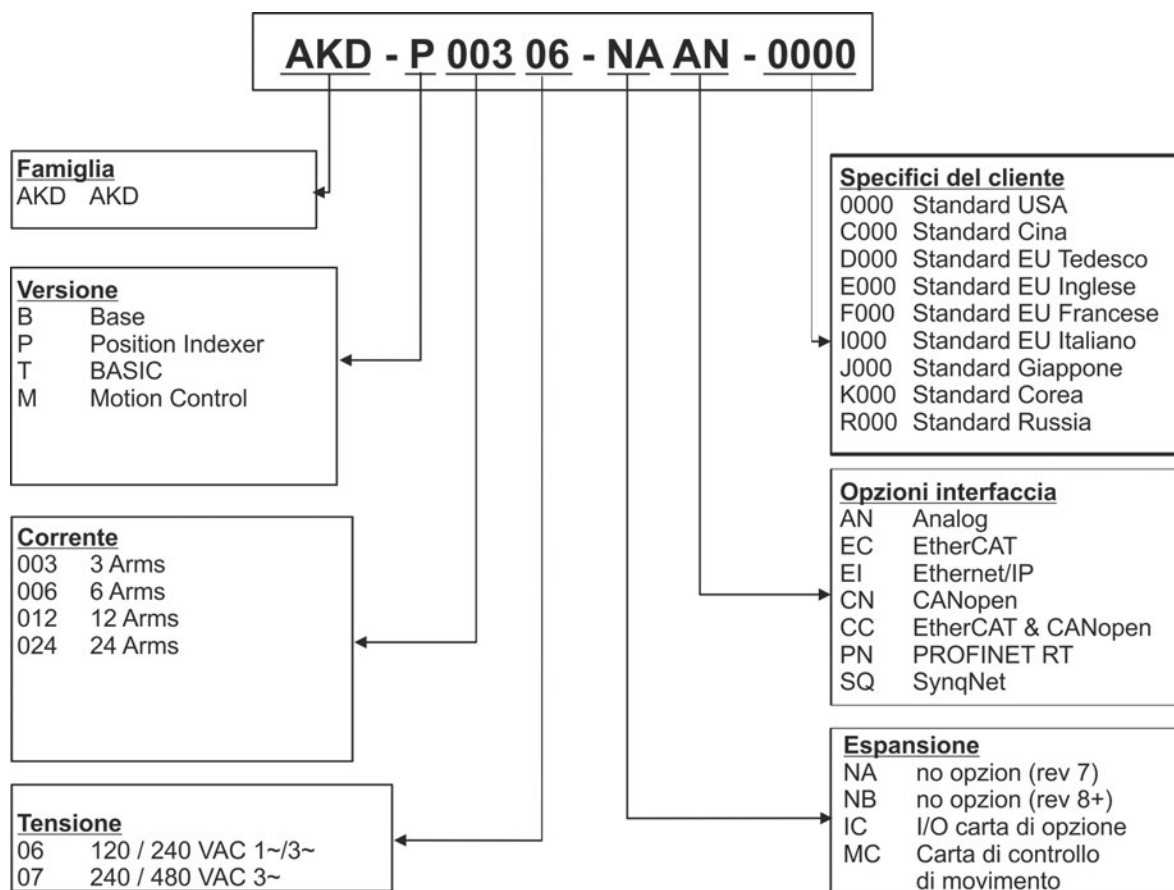 AKD - P 003 06 - NA AN - 0000
Famiglia
AKD AKD
Versione
B Base
P Position Indexer
T BASIC
M Motion Control
Corrente
003 3 Arms
006 6 Arms
012 12 Arms
024 24 Arms
Tensione
06 120 / 240 VAC 1~/3~
07 240 / 480 VAC 3~
Specifici del cliente
0000 Standard USA
C000 Standard Cina
D000 Standard EU Tedesco
E000 Standard EU Inglese
F000 Standard EU Francese
I000 Standard EU Italiano
J000 Standard Giappone
K000 Standard Corea
R000 Standard Russia
Opzioni interfaccia
AN Analog
EC EtherCAT
EI Ethernet/IP
CN CANopen
CC EtherCAT & CANopen
PN PROFINET RT
SQ SynqNet
Espansione
NA no opzion (rev 7)
NB no opzion (rev 8+)
IC I/O carta di opzione
MC Carta di controllo
di movimento